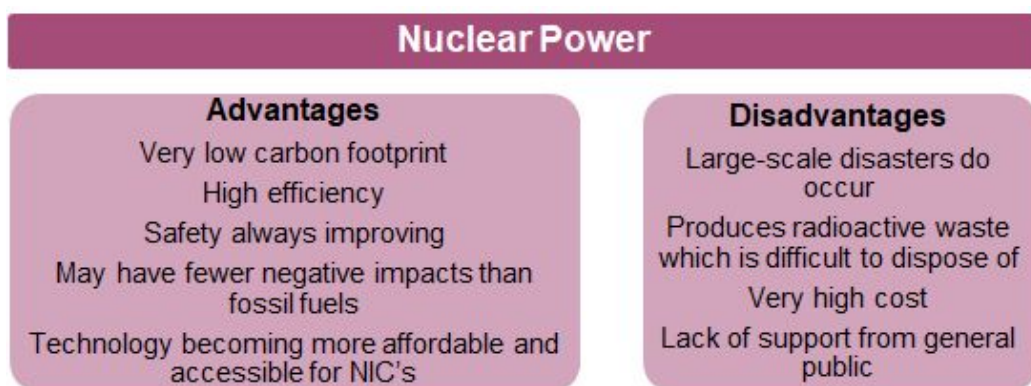 Nuclear Power
Advantages
Very low carbon footprint
High efficiency
Safety always improving
May have fewer negative impacts than
fossil fuels
Technology becoming more affordable and
accessible for NIC's
Disadvantages
Large-scale disasters do
occur
Produces radioactive waste
which is difficult to dispose of
Very high cost
Lack of support from general
public